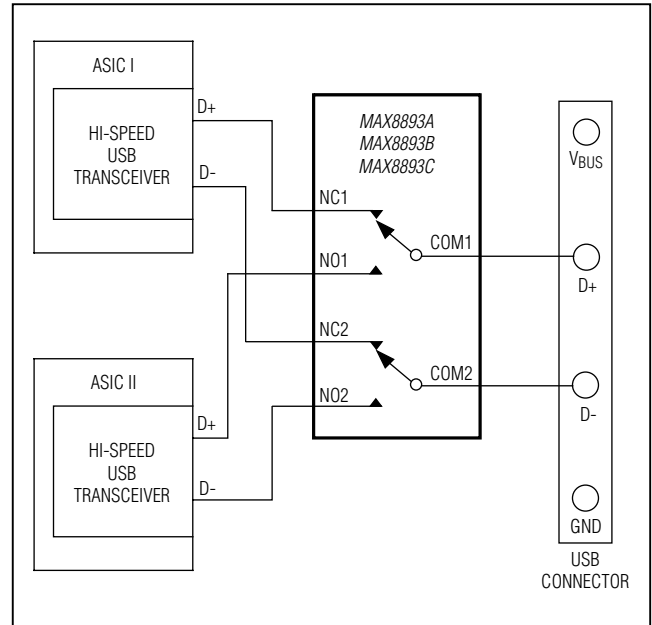 ASIC I
HI-SPEED
USB
TRANSCEIVER
D+
D-
MAX8893A
MAX8893B
MAX8893C
NC1
COM1
NO1
NC2
COM2
NO2
ASIC II
HI-SPEED
USB
TRANSCEIVER
D+
D-
VBUS
D+
D-
GND
USB
CONNECTOR